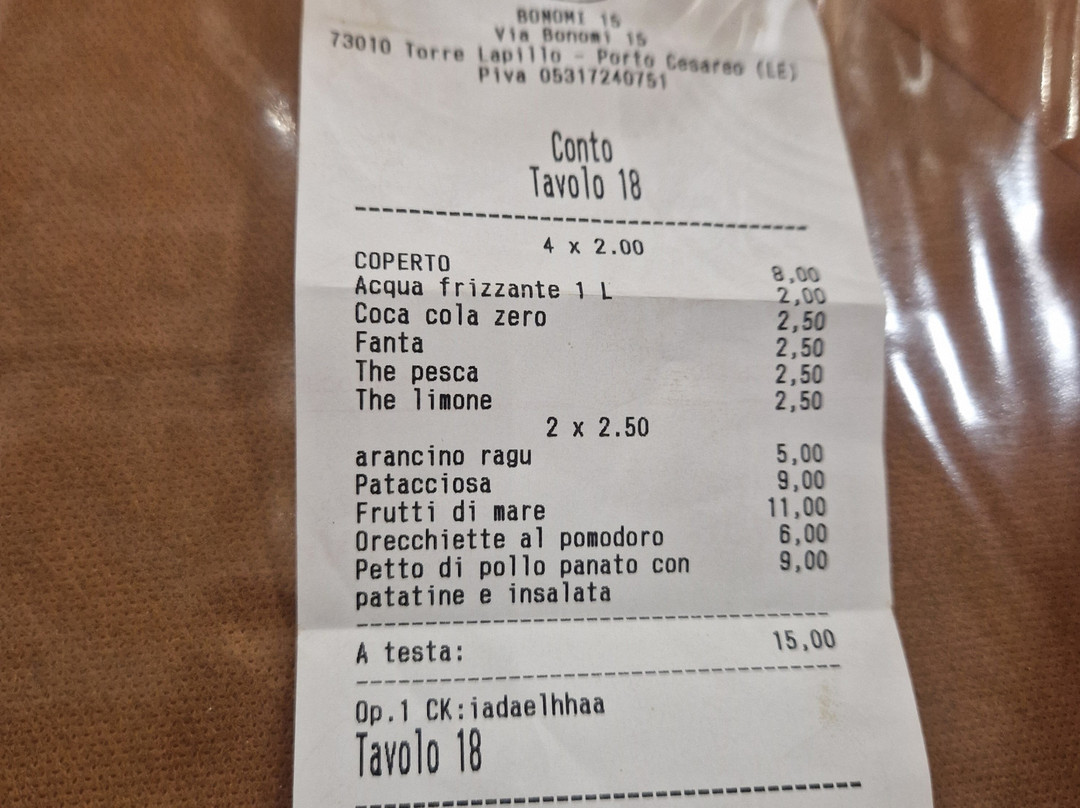 BONOMI 15
Via Bonomi 15
73010 Torre Lapillo - Porto Cesareo (LE)
Piva 05317240751
Conto
Tavolo 18
4 x 2.00
COPERTO 8,00
Acqua frizzante 1 L 2,00
Coca cola zero 2,50
Fanta 2,50
The pesca 2,50
The limone 2,50
2 x 2.50
arancino ragu 5,00
Patacciosa 9,00
Frutti di mare 11,00
Orecchiette al pomodoro 6,00
Petto di pollo panato con 9,00
patatine e insalata
A testa: 15,00
Op.1 CK:iadaelhhaa
Tavolo 18